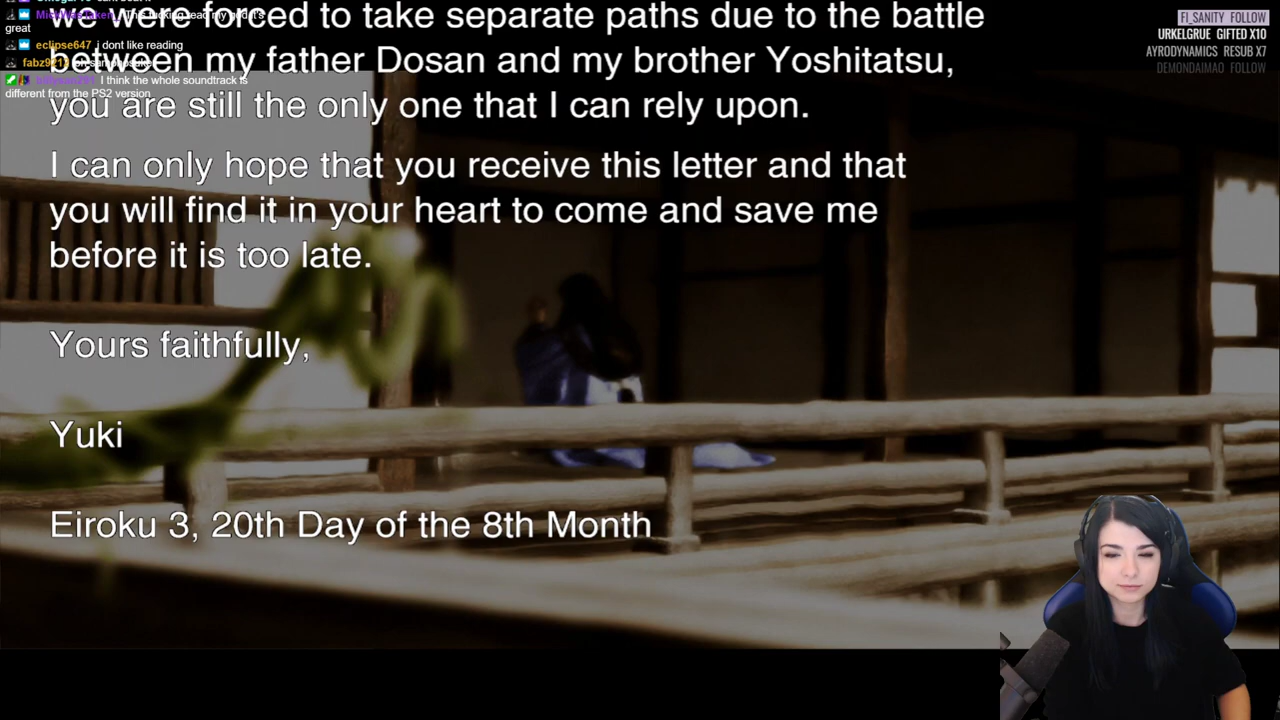 great
eclipse647 i dont like reading
I think the whole soundtrack is
different from the PS2 version
FI_SANITY FOLLOW
URKELGRUE GIFTED X10
AYRODYNAMICS RESUB X7
DEMONDAIMAO FOLLOW
we were forced to take separate paths due to the battle
between my father Dosan and my brother Yoshitatsu,
you are still the only one that I can rely upon.
I can only hope that you receive this letter and that
you will find it in your heart to come and save me
before it is too late.
Yours faithfully,
Yuki
Eiroku 3, 20th Day of the 8th Month